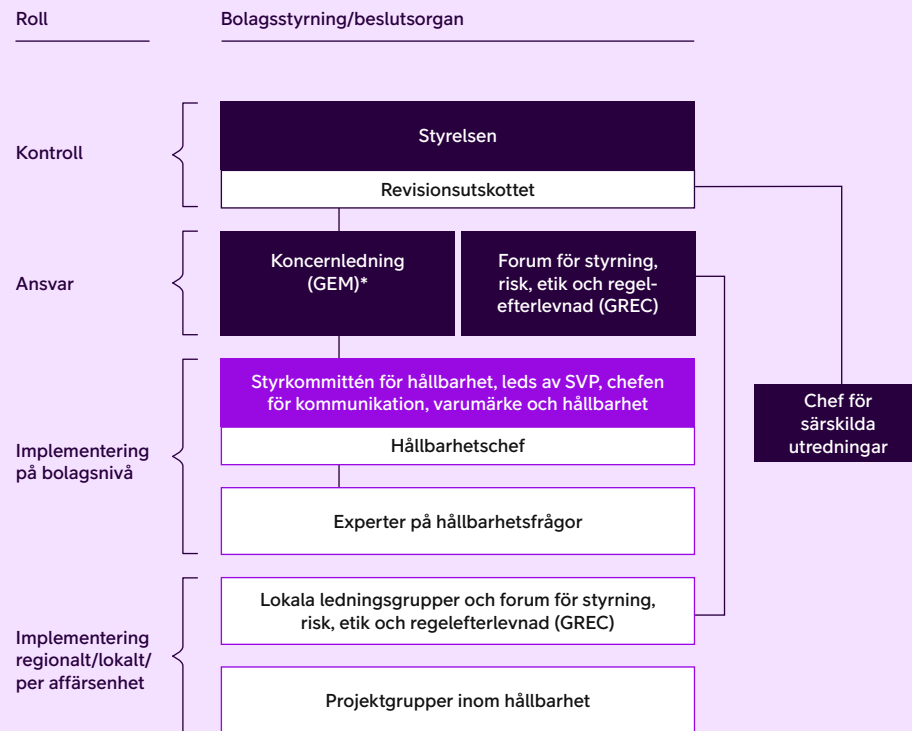 Roll
Bolagsstyrning/beslutsorgan
Kontroll
Styrelsen
Revisionsutskottet
Ansvar
Koncernledning
(GEM)*
Forum för styrning,
risk, etik och regel-
efterlevnad (GREC)
Implementering
på bolagsnivå
Styrkommittén för hållbarhet, leds av SVP, chefen
för kommunikation, varumärke och hållbarhet
Hållbarhetschef
Experter på hållbarhetsfrågor
Chef för
särskilda
utredningar
Implementering
regionalt/lokalt/
per affärsenhet
Lokala ledningsgrupper och forum för styrning,
risk, etik och regelefterlevnad (GREC)
Projektgrupper inom hållbarhet